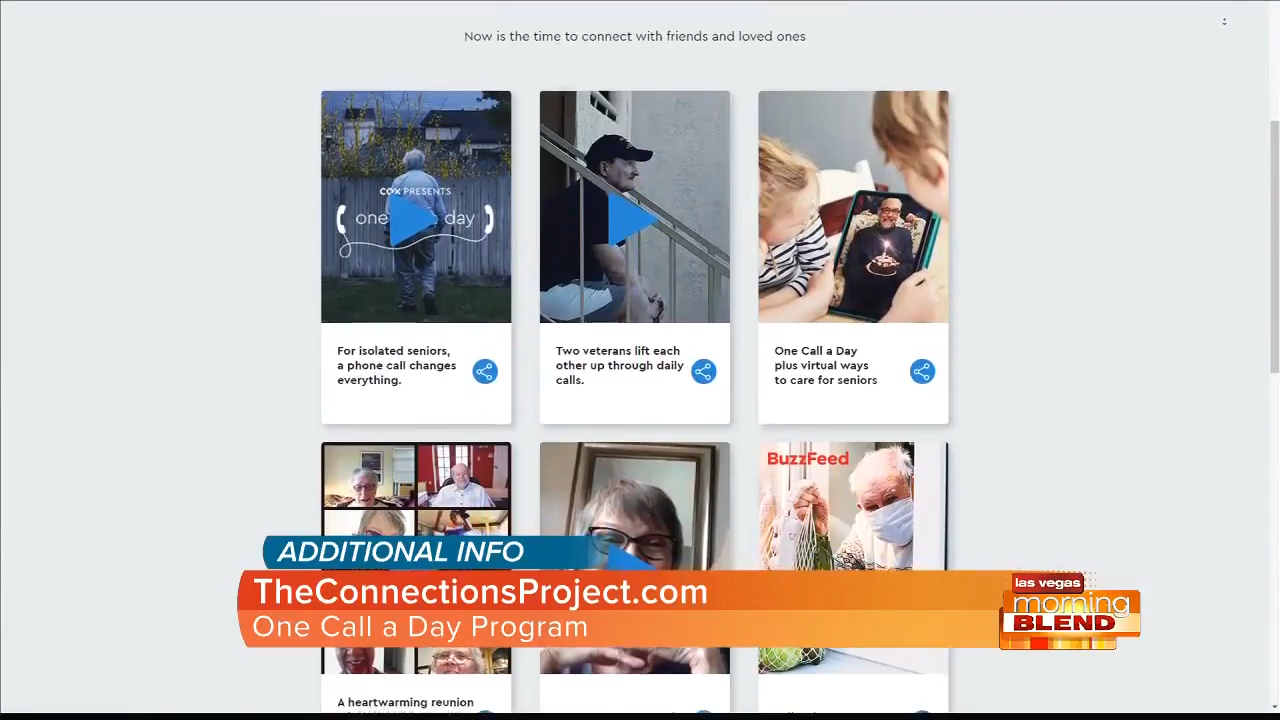 Now is the time to connect with friends and loved ones
COX PRESENTS
one day
For isolated seniors,
a phone call changes
everything.
Two veterans lift each
other up through daily
calls.
One Call a Day
plus virtual ways
to care for seniors
BuzzFeed
ADDITIONAL INFO
TheConnectionsProject.com
One Call a Day Program
las vegas
morning
BLEND
A heartwarming reunion